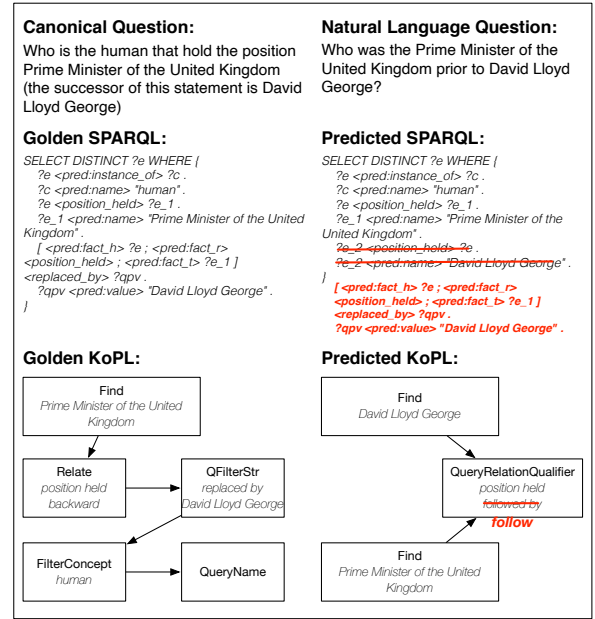 Canonical Question:
Who is the human that hold the position
Prime Minister of the United Kingdom
(the successor of this statement is David
Lloyd George)
Golden SPARQL:
SELECT DISTINCT ?e WHERE {
?e <pred:instance_of> ?c .
?c <pred:name> "human" .
?e <position_held> ?e_1 .
?e_1 <pred:name> "Prime Minister of the United
Kingdom" .
[ <pred:fact_h> ?e ; <pred:fact_r>
<position_held> ; <pred:fact_t> ?e_1 ]
<replaced_by> ?qpv .
?qpv <pred:value> "David Lloyd George" .
}
Golden KoPL:
Find
Prime Minister of the United
Kingdom
Relate
position held
backward
QFilterStr
replaced by
David Lloyd George
FilterConcept
human
QueryName
Natural Language Question:
Who was the Prime Minister of the
United Kingdom prior to David Lloyd
George?
Predicted SPARQL:
SELECT DISTINCT ?e WHERE {
?e <pred:instance_of> ?c .
?c <pred:name> "human" .
?e <position_held> ?e_1 .
?e_1 <pred:name> "Prime Minister of the
United Kingdom" .
?e_2 <position_held> ?e .
?e_2 <pred:name> "David Lloyd George" .
}
[ <pred:fact_h> ?e ; <pred:fact_r>
<position_held> ; <pred:fact_t> ?e_1 ]
<replaced_by> ?qpv .
?qpv <pred:value> "David Lloyd George" .
Predicted KoPL:
Find
David Lloyd George
QueryRelationQualifier
position held
followed by
follow
Find
Prime Minister of the United
Kingdom